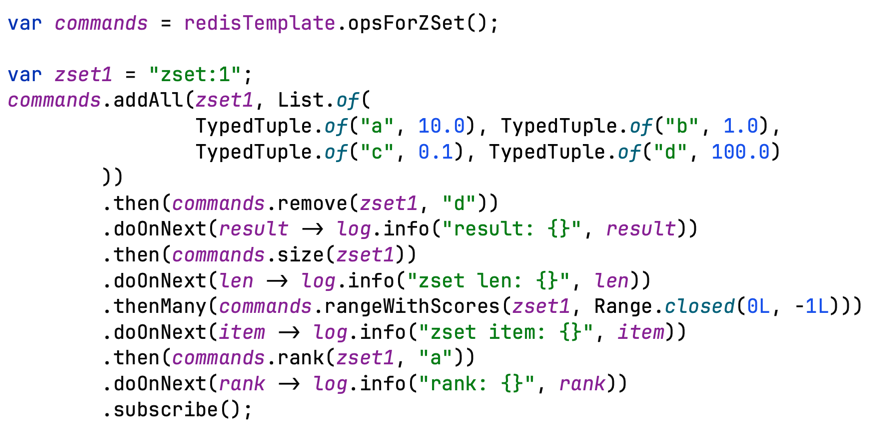 var commands = redisTemplate.opsForZSet();
var zset1 = "zset:1";
commands.addAll(zset1, List.of(
TypedTuple.of("a", 10.0), TypedTuple.of("b", 1.0),
TypedTuple.of("c", 0.1), TypedTuple.of("d", 100.0)
))
.then(commands.remove(zset1, "d"))
.doOnNext(result → log.info("result: {}", result))
.then(commands.size(zset1))
.doOnNext(len → log.info("zset len: {}", len))
.thenMany(commands.rangeWithScores(zset1, Range.closed(0L, -1L)))
.doOnNext(item → log.info("zset item: {}", item))
.then(commands.rank(zset1, "a"))
.doOnNext(rank → log.info("rank: {}", rank))
.subscribe();